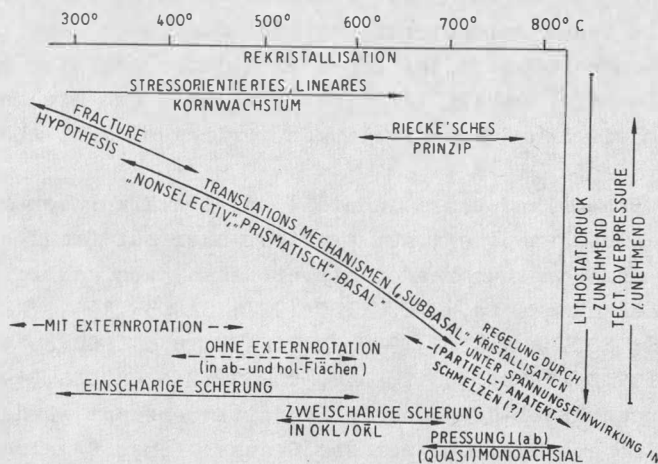 300° 400° 500° 600° 700° 800° C
REKRISTALLISATION
STRESSORIENTIERTES, LINEARES
KORNWACHSTUM
RIECKE'SCHES
PRINZIP
FRACTURE
HYPOTHESIS
TRANSLATIONS MECHANISMEN („SUBBASAL"
„NONSELECTIV", „PRISMATISCH", „BASAL
REGELUNG DURCH
KRISTALLISATION
UNTER SPANNUNGSEINWIRKUNG IN
(PARTIELL-) ANATEKT.
SCHMELZEN (?)
LITHOSTAT. DRUCK
ZUNEHMEND
TECT. OVERPRESSURE
ZUNEHMEND
MIT EXTERNROTATION
OHNE EXTERNROTATION
(in ab- und hol-Flächen)
EINSCHARIGE SCHERUNG
ZWEISCHARIGE SCHERUNG
IN OKL/OK̄L
PRESSUNG ⊥ (ab)
(QUASI) MONOACHSIAL